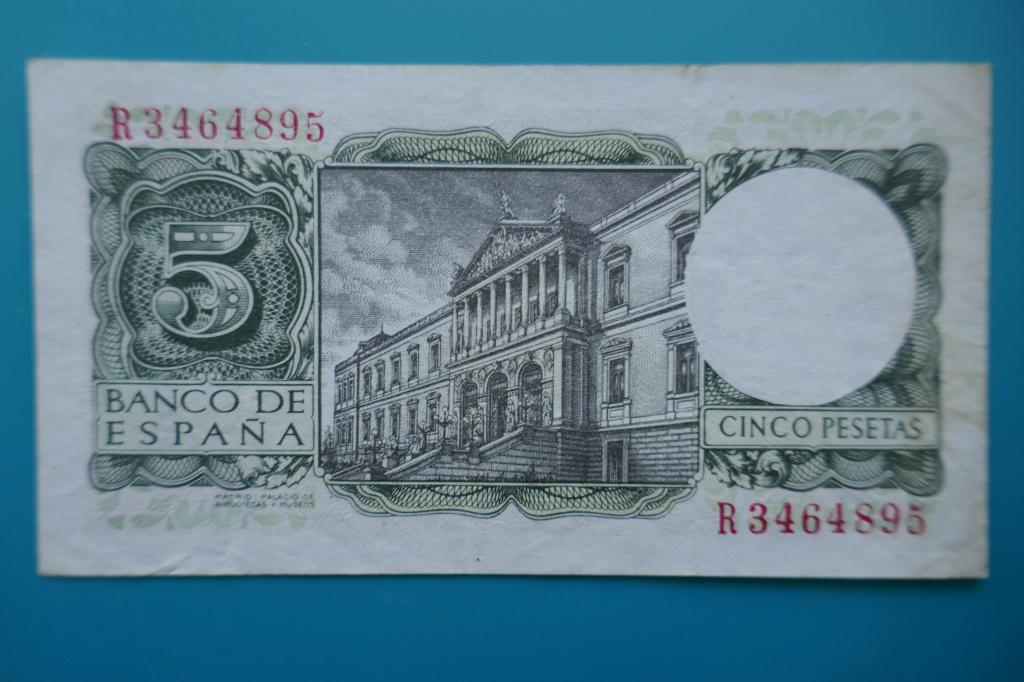 R3464895
5
BANCO DE
ESPAÑA
MADRID: PALACIO DE
BIBLIOTECAS Y MUSEOS
CINCO PESETAS
R3464895